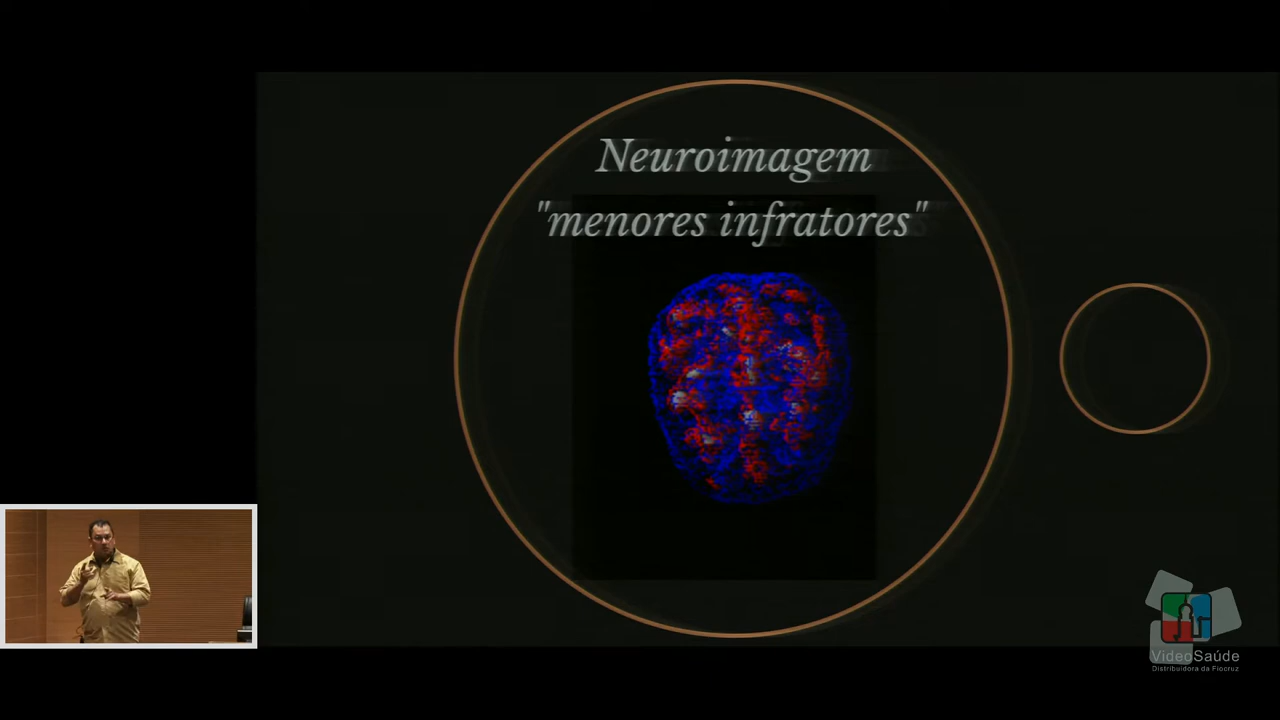 Neuroimagem
"menores infratores"
VideoSaúde
Distribuidora da Fiocruz